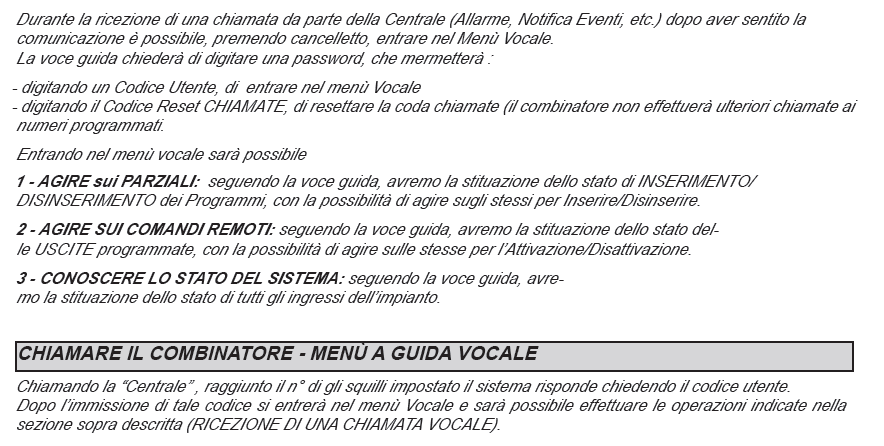 Durante la ricezione di una chiamata da parte della Centrale (Allarme, Notifica Eventi, etc.) dopo aver sentito la
comunicazione è possibile, premendo cancelletto, entrare nel Menù Vocale.
La voce guida chiederà di digitare una password, che mermetterà :
- digitando un Codice Utente, di entrare nel menù Vocale
- digitando il Codice Reset CHIAMATE, di resettare la coda chiamate (il combinatore non effettuerà ulteriori chiamate ai
numeri programmati.
Entrando nel menù vocale sarà possibile
1 - AGIRE sui PARZIALI: seguendo la voce guida, avremo la stituazione dello stato di INSERIMENTO/
DISINSERIMENTO dei Programmi, con la possibilità di agire sugli stessi per Inserire/Disinserire.
2 - AGIRE SUI COMANDI REMOTI: seguendo la voce guida, avremo la stituazione dello stato del-
le USCITE programmate, con la possibilità di agire sulle stesse per l'Attivazione/Disattivazione.
3 - CONOSCERE LO STATO DEL SISTEMA: seguendo la voce guida, avre-
mo la stituazione dello stato di tutti gli ingressi dell'impianto.
CHIAMARE IL COMBINATORE - MENÙ A GUIDA VOCALE
Chiamando la "Centrale" , raggiunto il n° di gli squilli impostato il sistema risponde chiedendo il codice utente.
Dopo l'immissione di tale codice si entrerà nel menù Vocale e sarà possibile effettuare le operazioni indicate nella
sezione sopra descritta (RICEZIONE DI UNA CHIAMATA VOCALE).